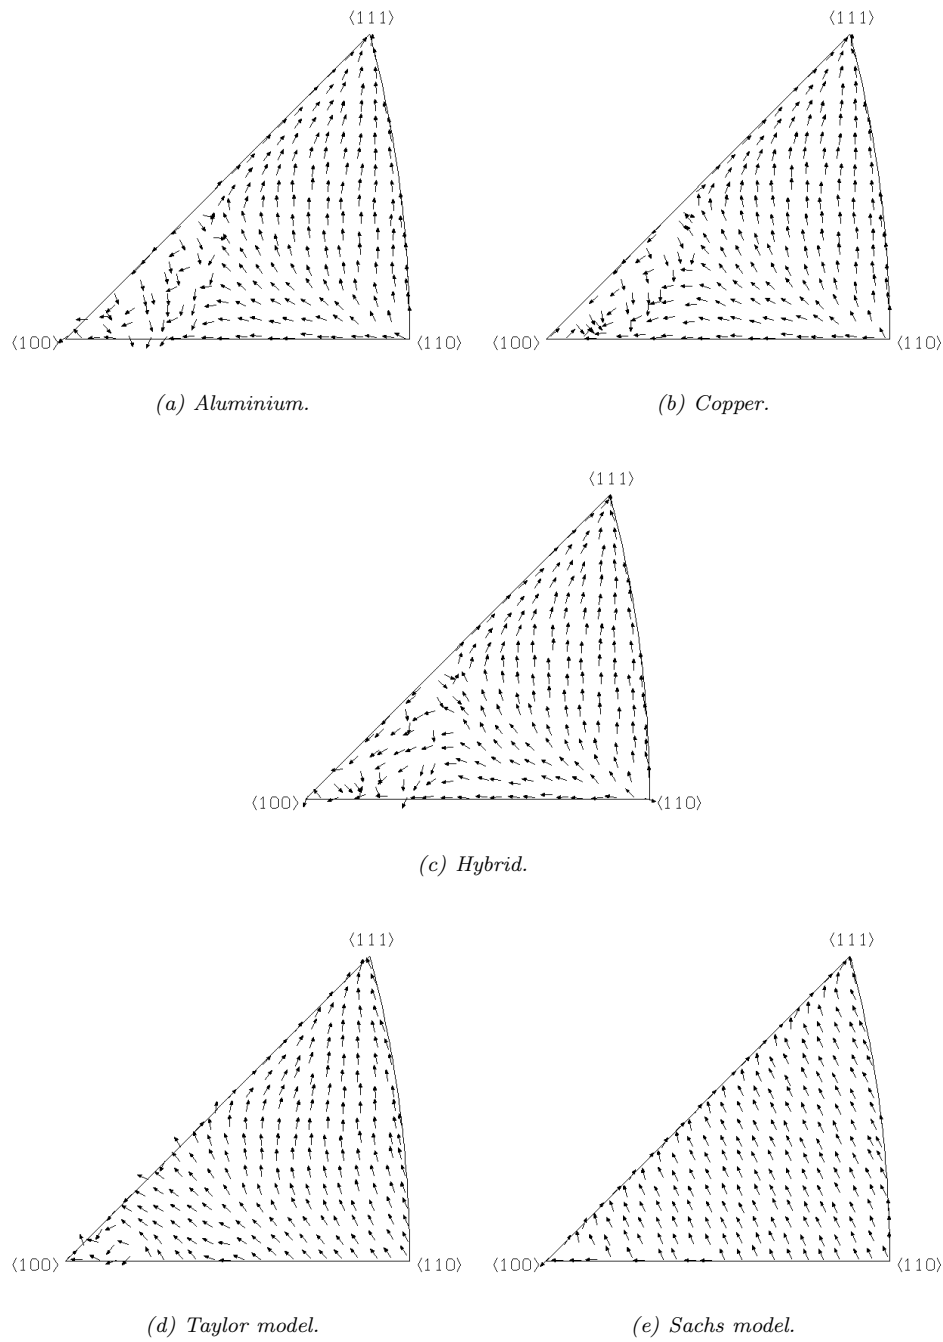 ⟨111⟩ ⟨111⟩
⟨100⟩ ⟨110⟩ ⟨100⟩ ⟨110⟩
(a) Aluminium. (b) Copper.
⟨111⟩
⟨100⟩ ⟨110⟩
(c) Hybrid.
⟨111⟩ ⟨111⟩
⟨100⟩ ⟨110⟩ ⟨100⟩ ⟨110⟩
(d) Taylor model. (e) Sachs model.